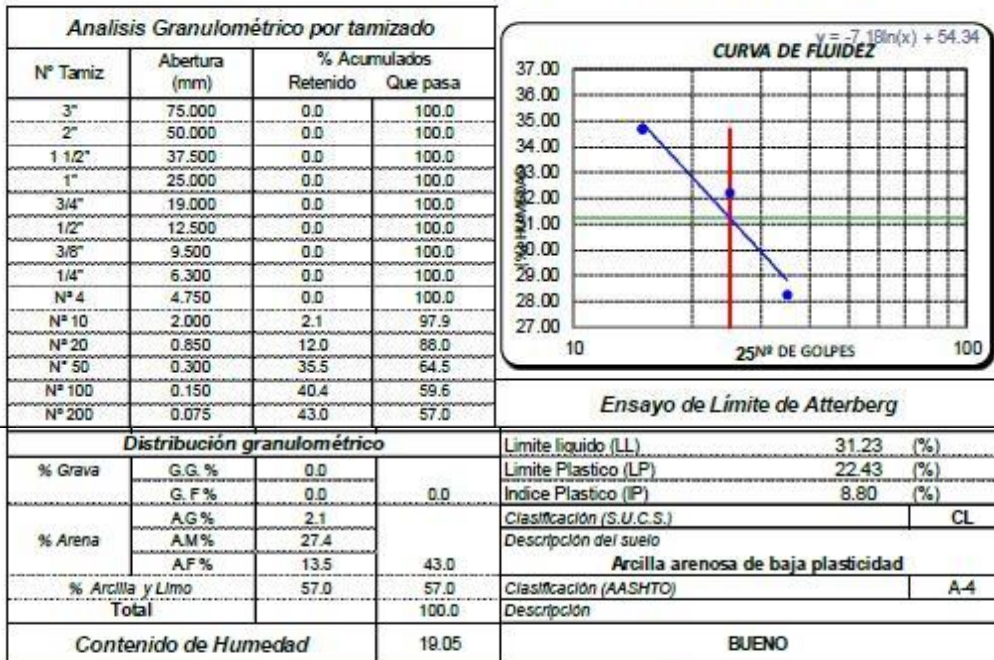 Analisis Granulométrico por tamizado
N° Tamiz Abertura (mm) % Acumulados
Retenido Que pasa
3" 75.000 0.0 100.0
2" 50.000 0.0 100.0
1 1/2" 37.500 0.0 100.0
1" 25.000 0.0 100.0
3/4" 19.000 0.0 100.0
1/2" 12.500 0.0 100.0
3/8" 9.500 0.0 100.0
1/4" 6.300 0.0 100.0
Nª 4 4.750 0.0 100.0
Nª 10 2.000 2.1 97.9
Nª 20 0.850 12.0 88.0
N° 50 0.300 35.5 64.5
Nª 100 0.150 40.4 59.6
Nª 200 0.075 43.0 57.0
y = -7.18ln(x) + 54.34
CURVA DE FLUIDEZ
37.00
36.00
35.00
34.00
33.00
32.00
31.00
30.00
29.00
28.00
27.00
10 25 Nº DE GOLPES 100
Ensayo de Límite de Atterberg
Distribución granulométrico
% Grava G.G. % 0.0
G. F % 0.0 0.0
% Arena A.G % 2.1
A.M % 27.4
A.F % 13.5 43.0
% Arcilla y Limo 57.0 57.0
Total 100.0
Contenido de Humedad 19.05
Limite liquido (LL) 31.23 (%)
Limite Plastico (LP) 22.43 (%)
Indice Plastico (IP) 8.80 (%)
Clasificación (S.U.C.S.) CL
Descripción del suelo
Arcilla arenosa de baja plasticidad
Clasificación (AASHTO) A-4
Descripción
BUENO